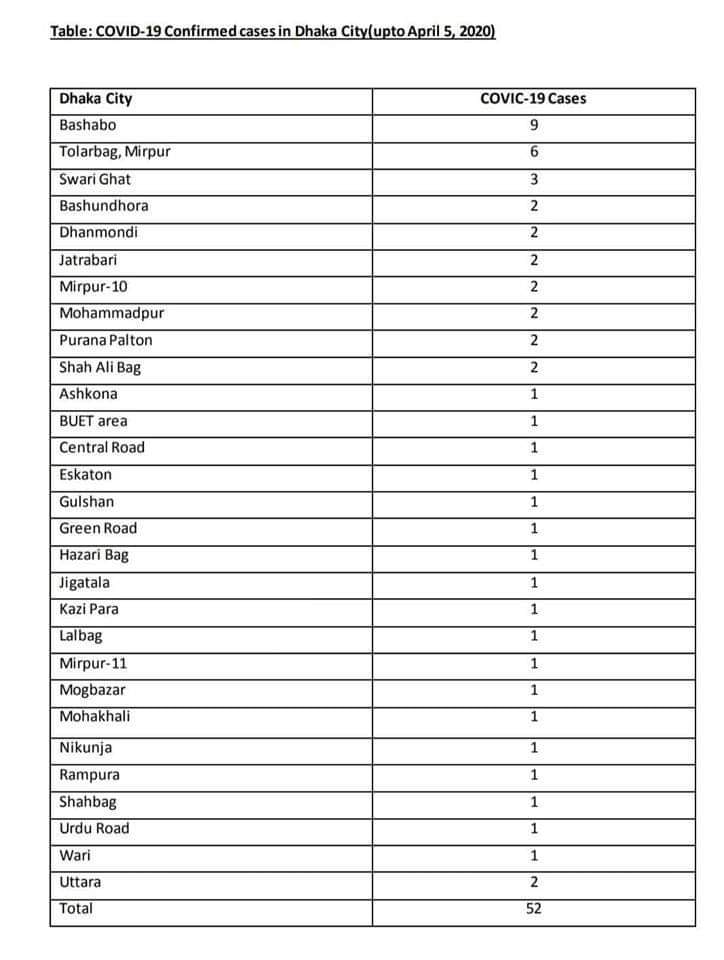 Table: COVID-19 Confirmed cases in Dhaka City(upto April 5, 2020)
Dhaka City COVIC-19 Cases
Bashabo 9
Tolarbag, Mirpur 6
Swari Ghat 3
Bashundhora 2
Dhanmondi 2
Jatrabari 2
Mirpur-10 2
Mohammadpur 2
Purana Palton 2
Shah Ali Bag 2
Ashkona 1
BUET area 1
Central Road 1
Eskaton 1
Gulshan 1
Green Road 1
Hazari Bag 1
Jigatala 1
Kazi Para 1
Lalbag 1
Mirpur-11 1
Mogbazar 1
Mohakhali 1
Nikunja 1
Rampura 1
Shahbag 1
Urdu Road 1
Wari 1
Uttara 2
Total 52